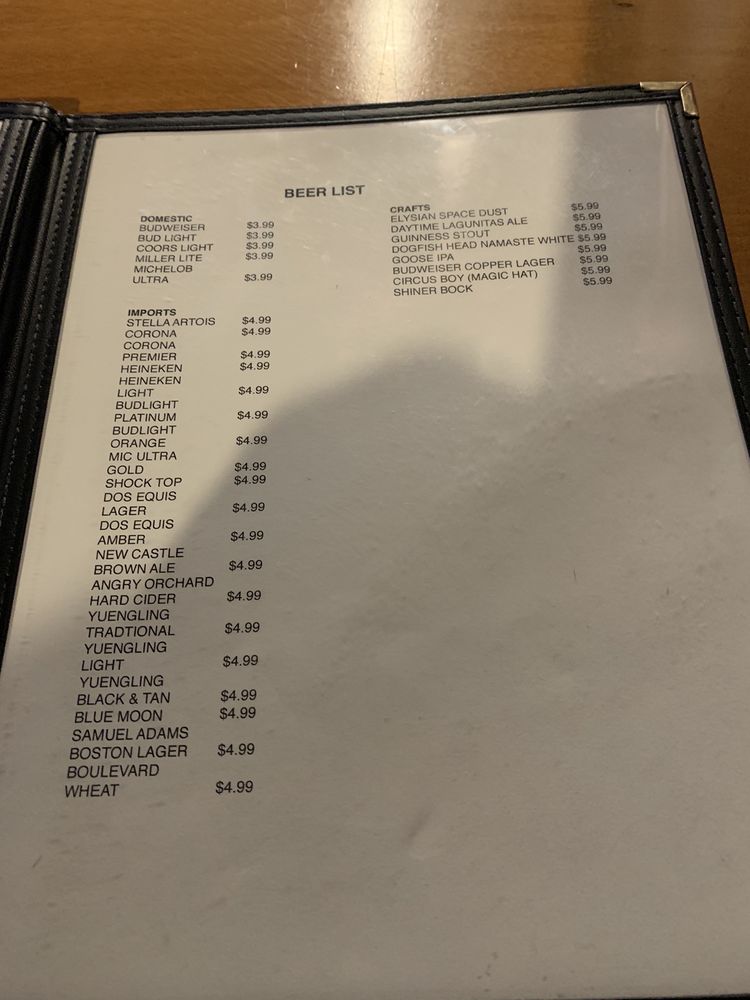 BEER LIST
DOMESTIC
BUDWEISER $3.99
BUD LIGHT $3.99
COORS LIGHT $3.99
MILLER LITE $3.99
MICHELOB
ULTRA $3.99
IMPORTS
STELLA ARTOIS $4.99
CORONA $4.99
CORONA
PREMIER $4.99
HEINEKEN $4.99
HEINEKEN
LIGHT $4.99
BUDLIGHT
PLATINUM $4.99
BUDLIGHT
ORANGE $4.99
MIC ULTRA
GOLD $4.99
SHOCK TOP $4.99
DOS EQUIS
LAGER $4.99
DOS EQUIS
AMBER $4.99
NEW CASTLE
BROWN ALE $4.99
ANGRY ORCHARD
HARD CIDER $4.99
YUENGLING
TRADTIONAL $4.99
YUENGLING
LIGHT $4.99
YUENGLING
BLACK & TAN $4.99
BLUE MOON $4.99
SAMUEL ADAMS
BOSTON LAGER $4.99
BOULEVARD
WHEAT $4.99
CRAFTS
ELYSIAN SPACE DUST $5.99
DAYTIME LAGUNITAS ALE $5.99
GUINNESS STOUT $5.99
DOGFISH HEAD NAMASTE WHITE $5.99
GOOSE IPA $5.99
BUDWEISER COPPER LAGER $5.99
CIRCUS BOY (MAGIC HAT) $5.99
SHINER BOCK $5.99